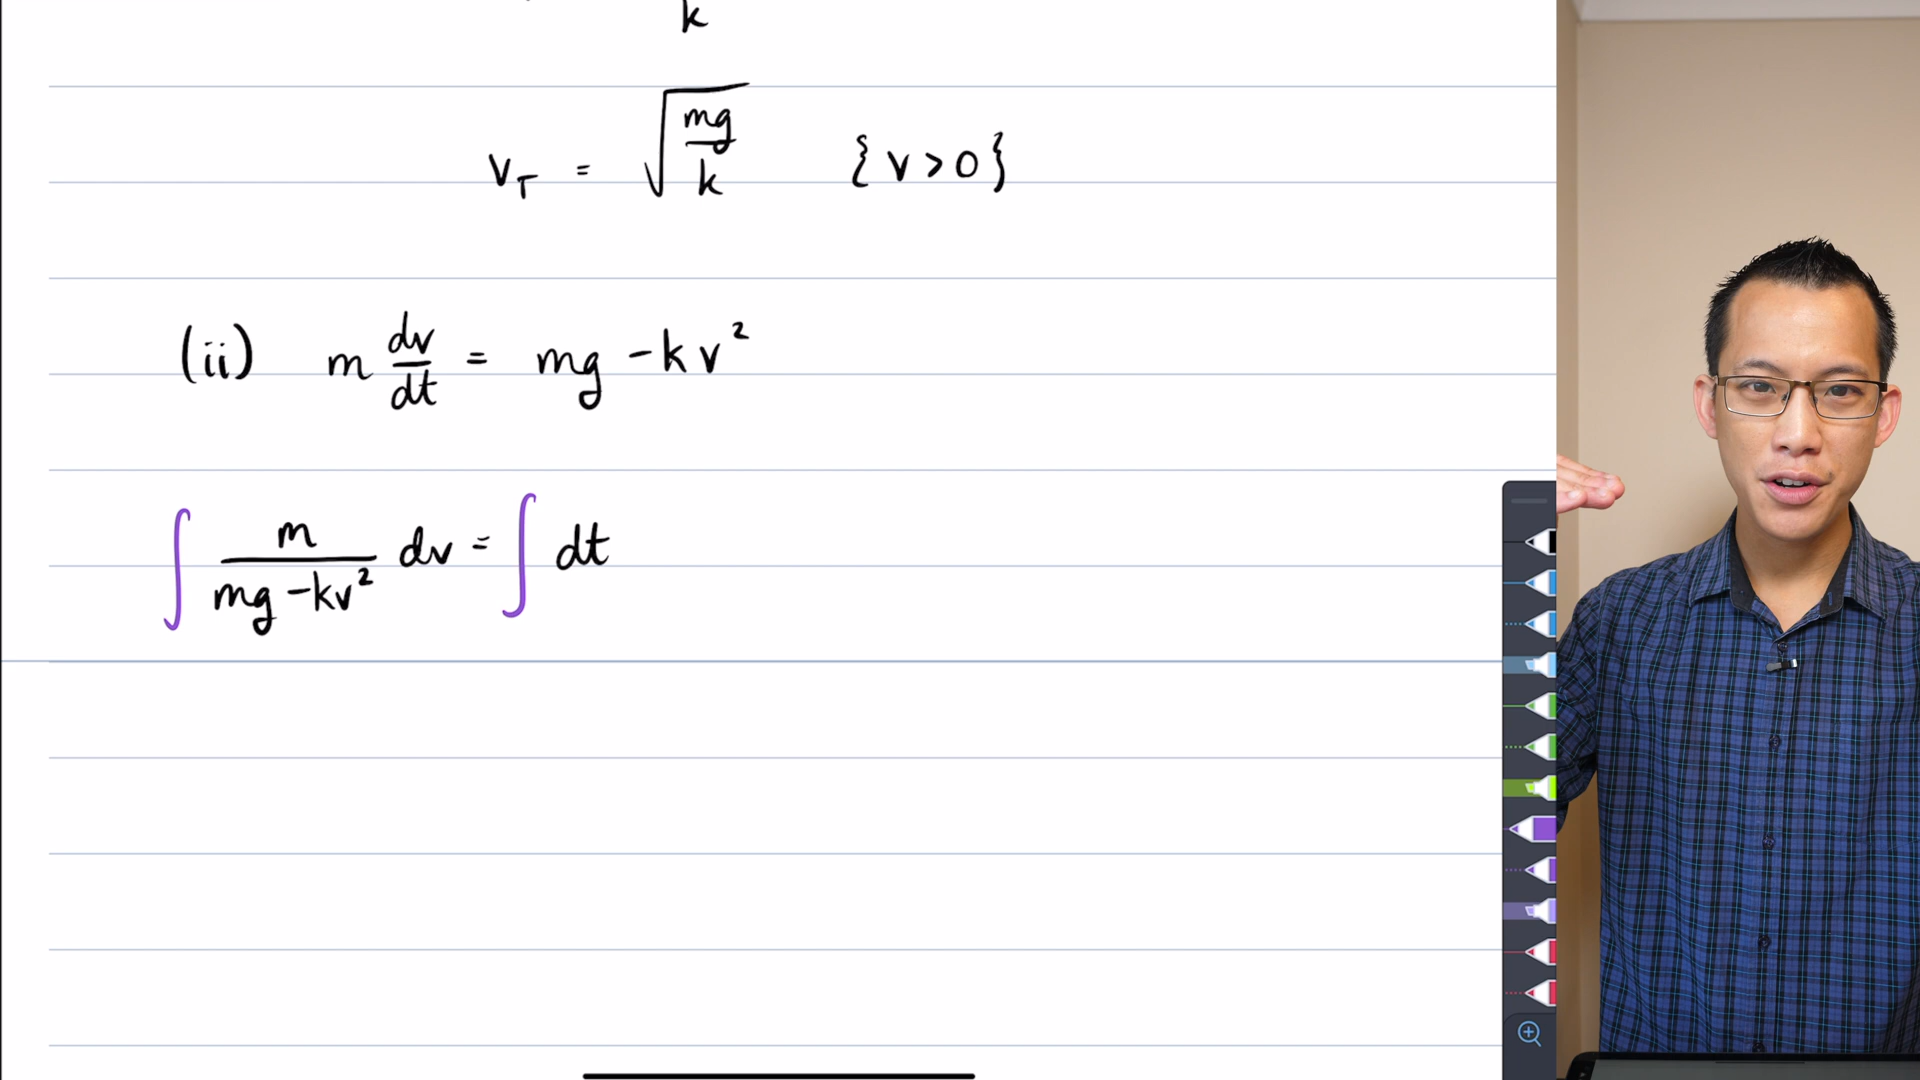 k
v_T = √(mg/k) { v > 0 }
(ii) m dv/dt = mg - kv²
∫ m/(mg - kv²) dv = ∫ dt